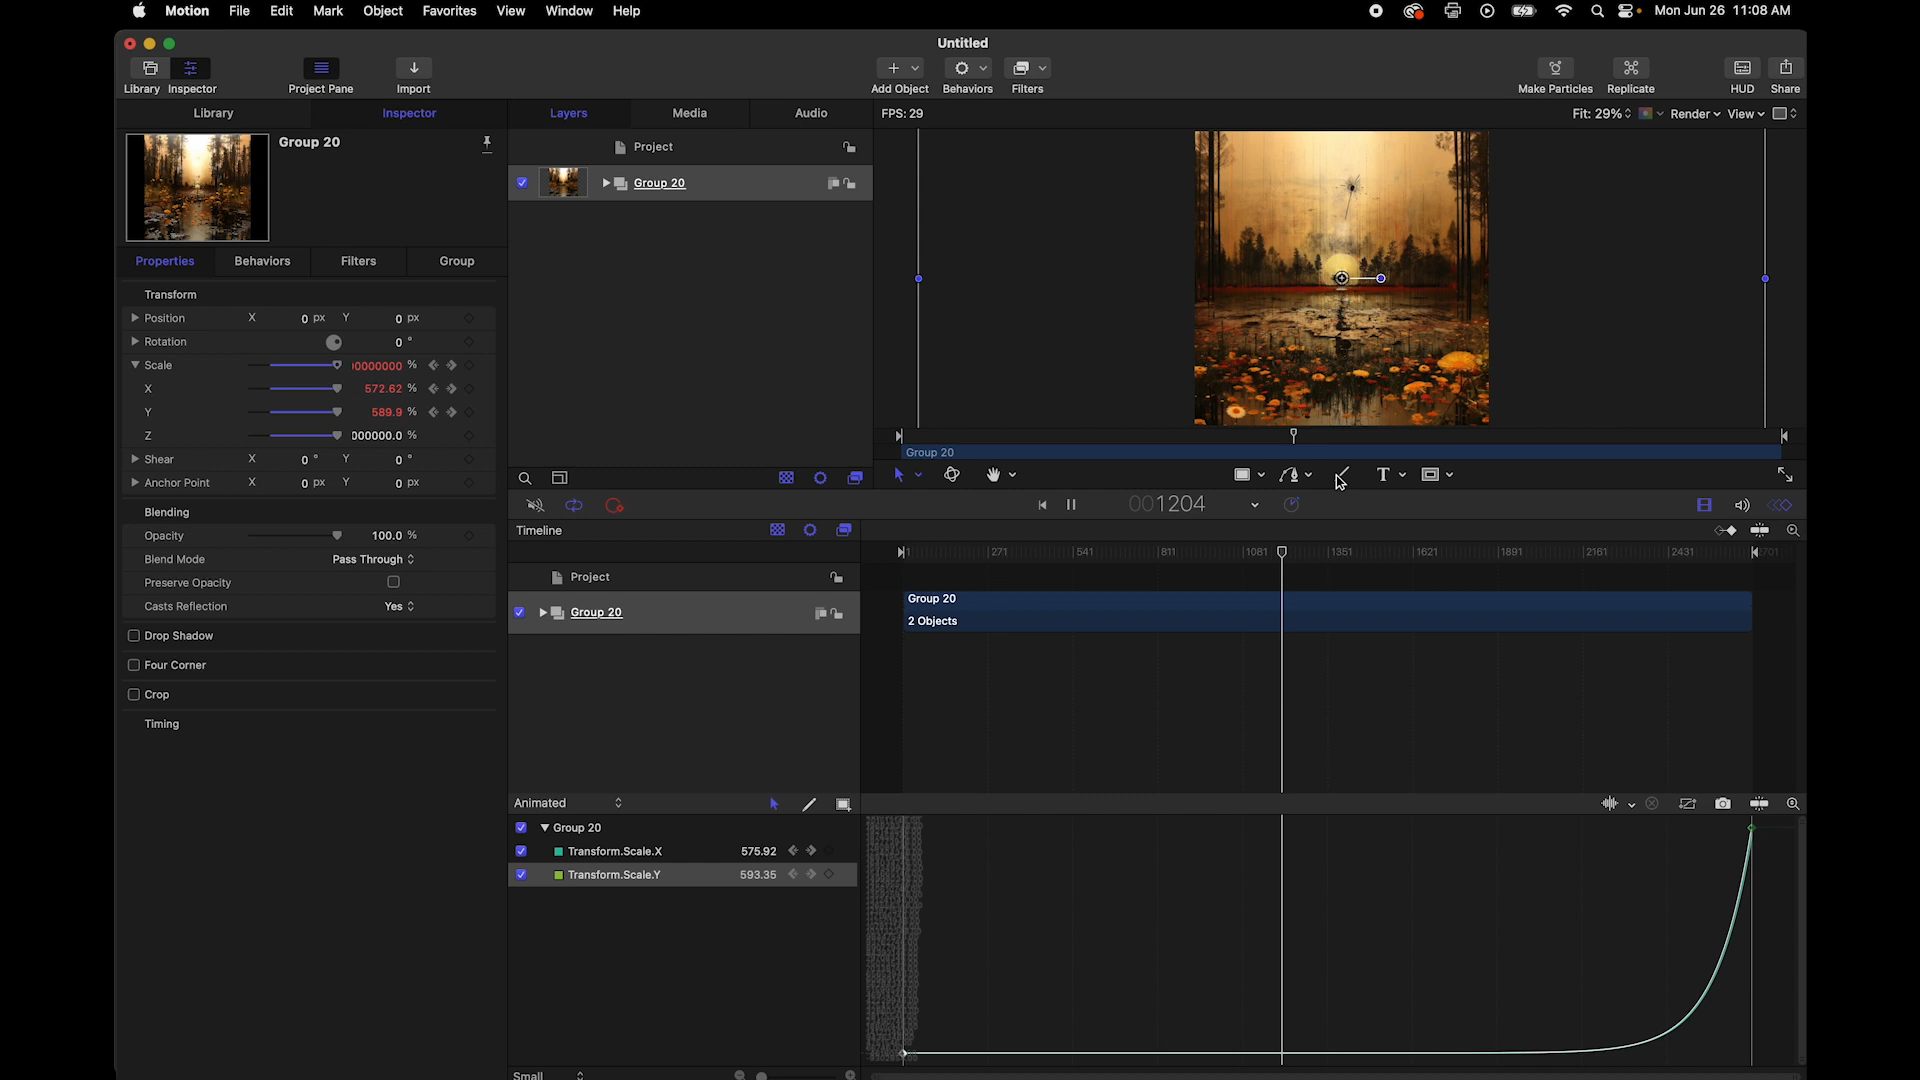 Motion File Edit Mark Object Favorites View Window Help Mon Jun 26 11:08 AM
Untitled
Library Inspector Project Pane Import Add Object Behaviors Filters Make Particles Replicate HUD Share
Library Inspector Layers Media Audio FPS: 29 Fit: 29% Render View
Group 20
Project
Group 20
Properties Behaviors Filters Group
Transform
Position X 0 px Y 0 px
Rotation 0 °
Scale 0000000 %
X 572.62 %
Y 589.9 %
Z 000000.0 %
Shear X 0 ° Y 0 °
Anchor Point X 0 px Y 0 px
Blending
Opacity 100.0 %
Blend Mode Pass Through
Preserve Opacity
Casts Reflection Yes
Drop Shadow
Four Corner
Crop
Timing
Group 20
T
001204
Timeline
1 271 541 811 1081 1351 1621 1891 2161 2431 2701
Project
Group 20
Group 20
2 Objects
Animated
Group 20
Transform.Scale.X 575.92
Transform.Scale.Y 593.35
Small